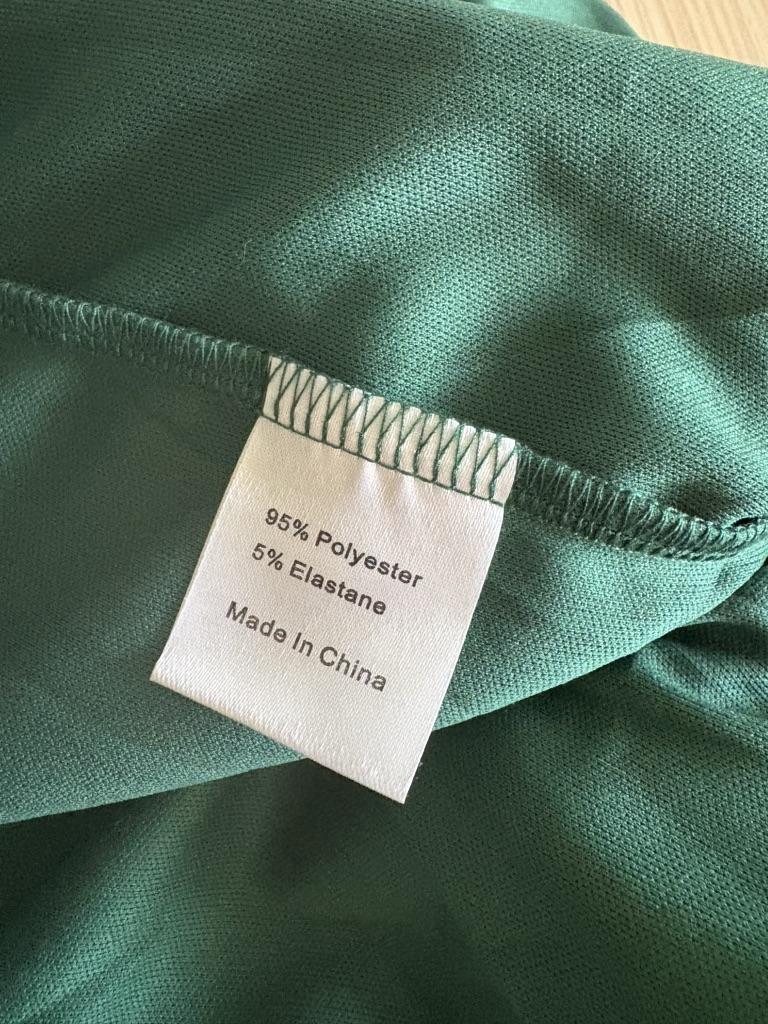 95% Polyester
5% Elastane
Made In China